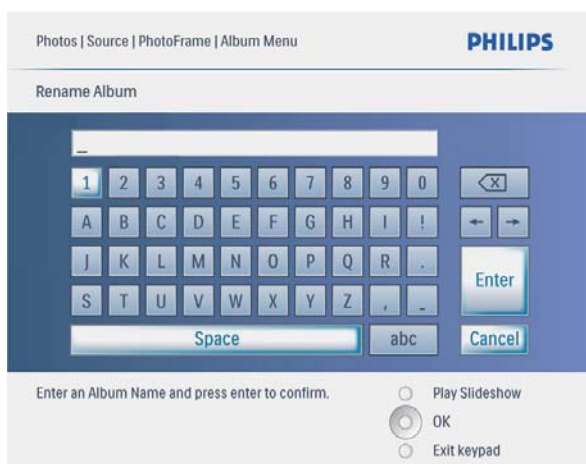 Photos | Source | PhotoFrame | Album Menu
PHILIPS
Rename Album
_
1 2 3 4 5 6 7 8 9 0
A B C D E F G H I !
J K L M N O P Q R .
Enter
S T U V W X Y Z , _
Space abc Cancel
Enter an Album Name and press enter to confirm.
Play Slideshow
OK
Exit keypad